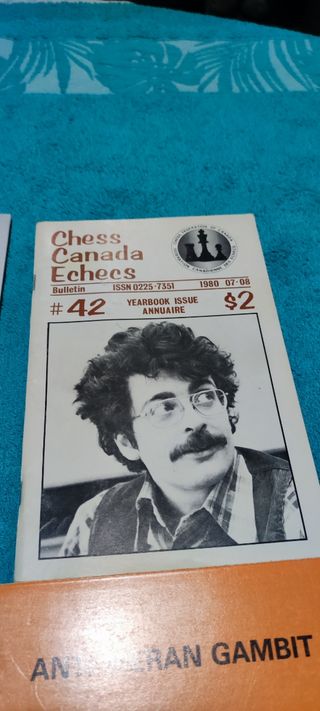 Chess
Canada
Echecs
Bulletin ISSN 0225-7351 1980 07-08
#42 YEARBOOK ISSUE
ANNUAIRE $2
GAMBIT